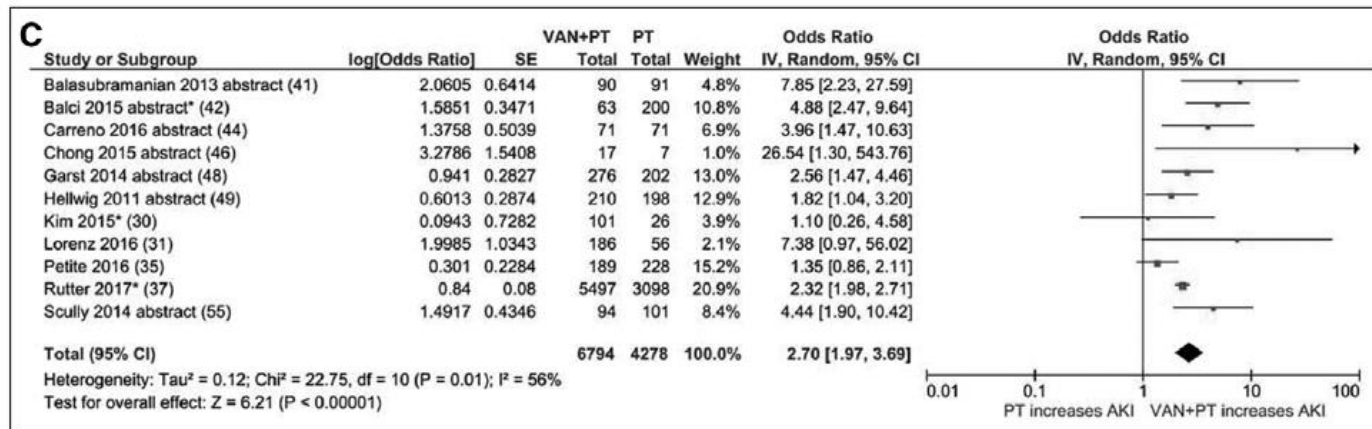 C
VAN+PT PT Odds Ratio Odds Ratio
Study or Subgroup log[Odds Ratio] SE Total Total Weight IV, Random, 95% CI IV, Random, 95% CI
Balasubramanian 2013 abstract (41) 2.0605 0.6414 90 91 4.8% 7.85 [2.23, 27.59]
Balci 2015 abstract* (42) 1.5851 0.3471 63 200 10.8% 4.88 [2.47, 9.64]
Carreno 2016 abstract (44) 1.3758 0.5039 71 71 6.9% 3.96 [1.47, 10.63]
Chong 2015 abstract (46) 3.2786 1.5408 17 7 1.0% 26.54 [1.30, 543.76]
Garst 2014 abstract (48) 0.941 0.2827 276 202 13.0% 2.56 [1.47, 4.46]
Hellwig 2011 abstract (49) 0.6013 0.2874 210 198 12.9% 1.82 [1.04, 3.20]
Kim 2015* (30) 0.0943 0.7282 101 26 3.9% 1.10 [0.26, 4.58]
Lorenz 2016 (31) 1.9985 1.0343 186 56 2.1% 7.38 [0.97, 56.02]
Petite 2016 (35) 0.301 0.2284 189 228 15.2% 1.35 [0.86, 2.11]
Rutter 2017* (37) 0.84 0.08 5497 3098 20.9% 2.32 [1.98, 2.71]
Scully 2014 abstract (55) 1.4917 0.4346 94 101 8.4% 4.44 [1.90, 10.42]
Total (95% CI) 6794 4278 100.0% 2.70 [1.97, 3.69]
Heterogeneity: Tau² = 0.12; Chi² = 22.75, df = 10 (P = 0.01); I² = 56%
Test for overall effect: Z = 6.21 (P < 0.00001)
0.01 0.1 1 10 100
PT increases AKI VAN+PT increases AKI